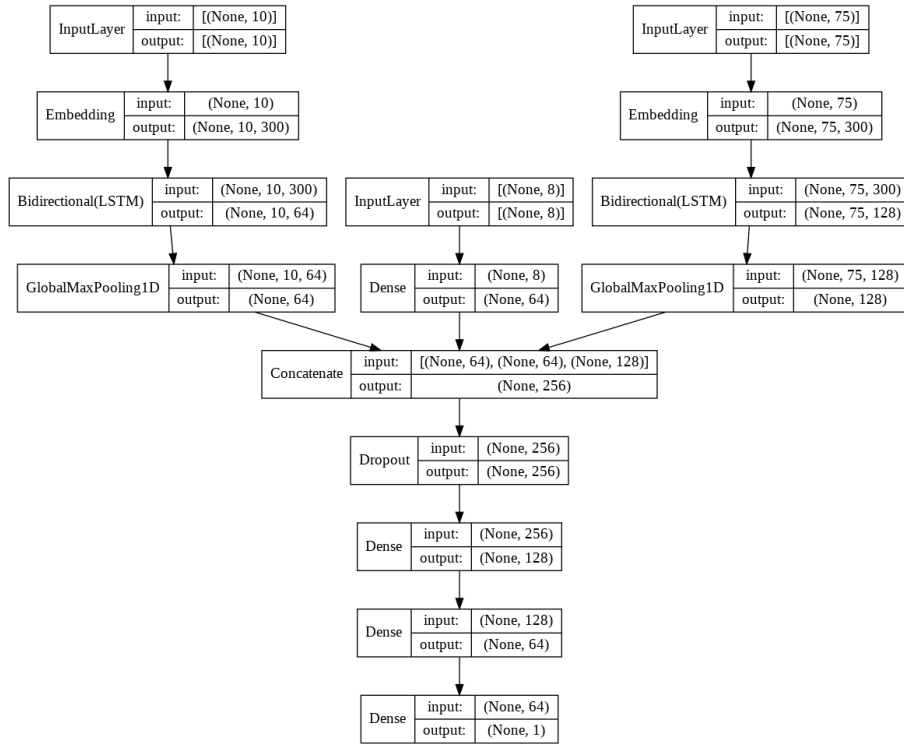 InputLayer
input: [(None, 10)]
output: [(None, 10)]
InputLayer
input: [(None, 75)]
output: [(None, 75)]
Embedding
input: (None, 10)
output: (None, 10, 300)
Embedding
input: (None, 75)
output: (None, 75, 300)
Bidirectional(LSTM)
input: (None, 10, 300)
output: (None, 10, 64)
InputLayer
input: [(None, 8)]
output: [(None, 8)]
Bidirectional(LSTM)
input: (None, 75, 300)
output: (None, 75, 128)
GlobalMaxPooling1D
input: (None, 10, 64)
output: (None, 64)
Dense
input: (None, 8)
output: (None, 64)
GlobalMaxPooling1D
input: (None, 75, 128)
output: (None, 128)
Concatenate
input: [(None, 64), (None, 64), (None, 128)]
output: (None, 256)
Dropout
input: (None, 256)
output: (None, 256)
Dense
input: (None, 256)
output: (None, 128)
Dense
input: (None, 128)
output: (None, 64)
Dense
input: (None, 64)
output: (None, 1)